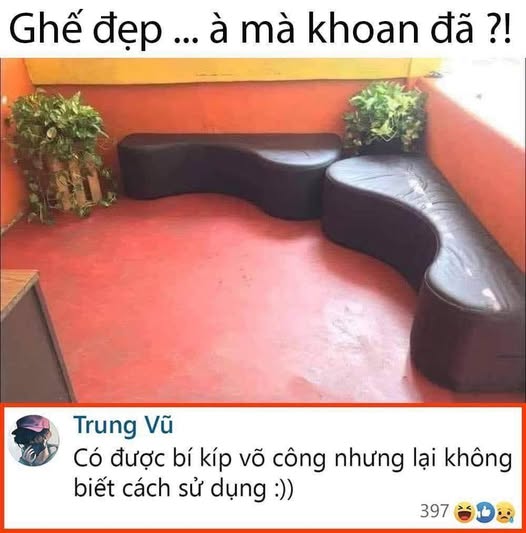 Ghế đẹp ... à mà khoan đã ?!
Trung Vũ
Có được bí kíp võ công nhưng lại không
biết cách sử dụng :))
397